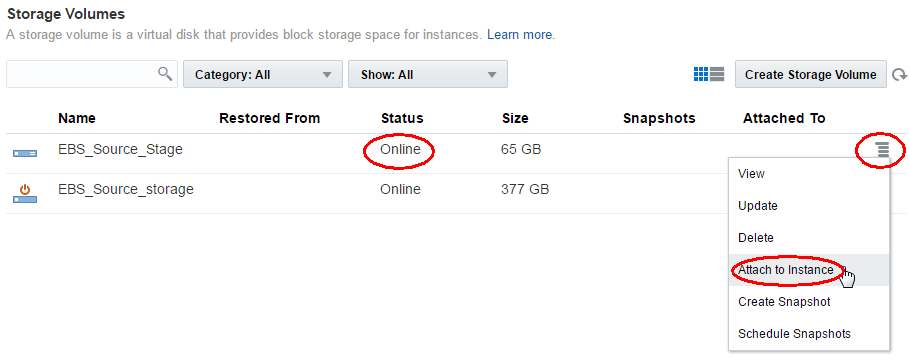 Storage Volumes
A storage volume is a virtual disk that provides block storage space for instances. Learn more.
Category: All Show: All Create Storage Volume
Name Restored From Status Size Snapshots Attached To
EBS_Source_Stage Online 65 GB
EBS_Source_storage Online 377 GB
View
Update
Delete
Attach to Instance
Create Snapshot
Schedule Snapshots